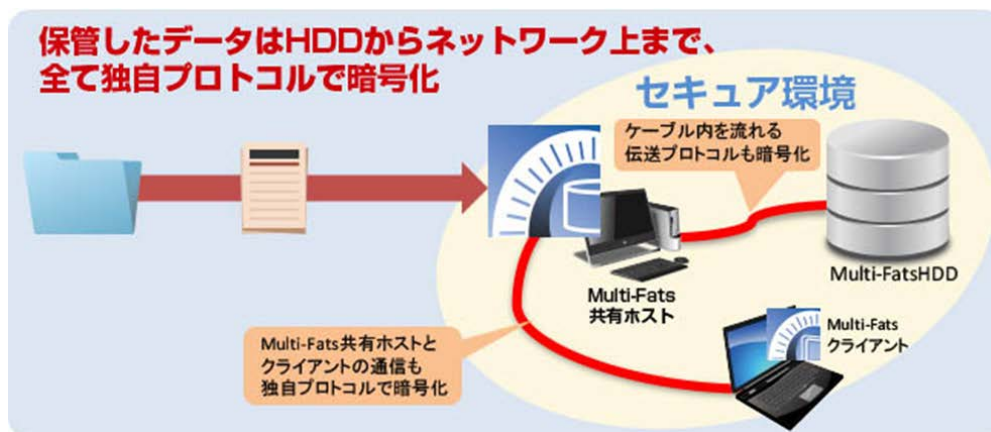 保管したデータはHDDからネットワーク上まで、
全て独自プロトコルで暗号化
セキュア環境
ケーブル内を流れる
伝送プロトコルも暗号化
Multi-FatsHDD
Multi-Fats
共有ホスト
Multi-Fats
クライアント
Multi-Fats共有ホストと
クライアントの通信も
独自プロトコルで暗号化